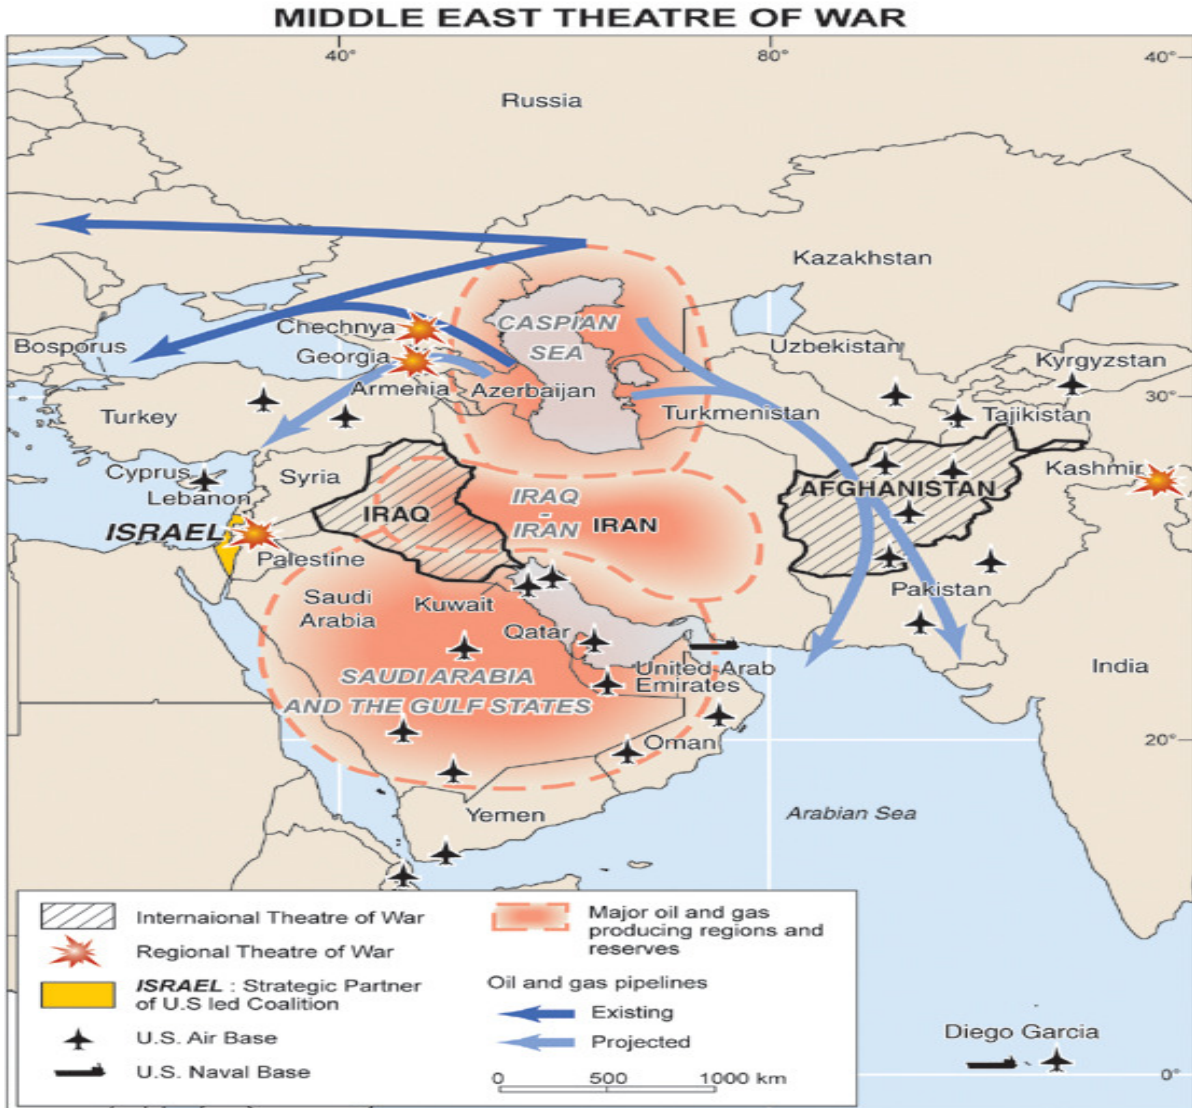 MIDDLE EAST THEATRE OF WAR
40°
80°
40°
Russia
Kazakhstan
CASPIAN
SEA
Chechnya
Bosporus
Georgia
Uzbekistan
Kyrgyzstan
Armenia
Azerbaijan
30°
Turkey
Turkmenistan
Tajikistan
Cyprus
Syria
Kashmir
Lebanon
AFGHANISTAN
IRAQ
IRAQ
-
IRAN
IRAN
ISRAEL
Palestine
Saudi
Arabia
Kuwait
Pakistan
Qatar
United Arab
Emirates
India
SAUDI ARABIA
AND THE GULF STATES
Oman
20°
Yemen
Arabian Sea
Internaional Theatre of War
Regional Theatre of War
ISRAEL : Strategic Partner
of U.S led Coalition
U.S. Air Base
U.S. Naval Base
Major oil and gas
producing regions and
reserves
Oil and gas pipelines
Existing
Projected
0 500 1000 km
Diego Garcia
0°